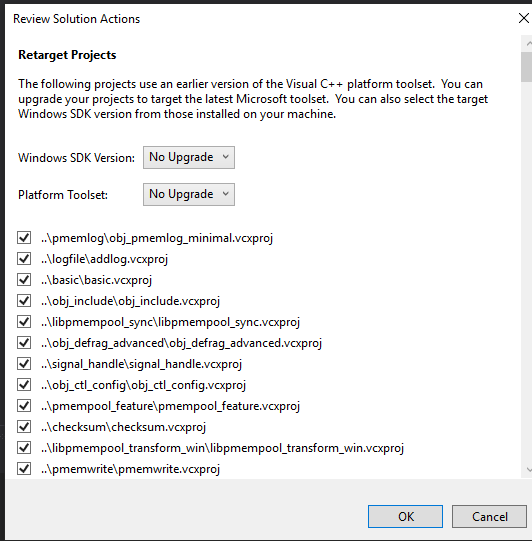 Review Solution Actions
Retarget Projects
The following projects use an earlier version of the Visual C++ platform toolset.  You can
upgrade your projects to target the latest Microsoft toolset.  You can also select the target
Windows SDK version from those installed on your machine.
Windows SDK Version: No Upgrade
Platform Toolset: No Upgrade
..\pmemlog\obj_pmemlog_minimal.vcxproj
..\logfile\addlog.vcxproj
..\basic\basic.vcxproj
..\obj_include\obj_include.vcxproj
..\libpmempool_sync\libpmempool_sync.vcxproj
..\obj_defrag_advanced\obj_defrag_advanced.vcxproj
..\signal_handle\signal_handle.vcxproj
..\obj_ctl_config\obj_ctl_config.vcxproj
..\pmempool_feature\pmempool_feature.vcxproj
..\checksum\checksum.vcxproj
..\libpmempool_transform_win\libpmempool_transform_win.vcxproj
..\pmemwrite\pmemwrite.vcxproj
OK Cancel